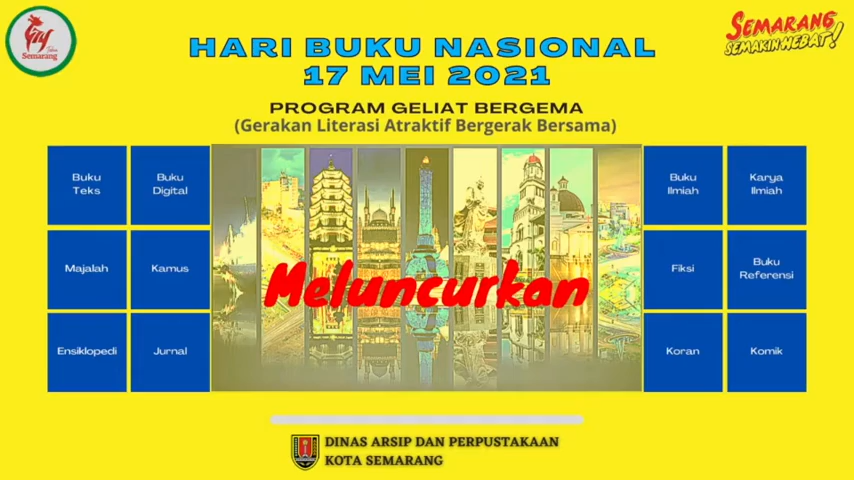 Semarang
SEMARANG
SEMAKIN HEBAT!
HARI BUKU NASIONAL
17 MEI 2021
PROGRAM GELIAT BERGEMA
(Gerakan Literasi Atraktif Bergerak Bersama)
Buku
Teks
Buku
Digital
Buku
Ilmiah
Karya
Ilmiah
Majalah
Kamus
Meluncurkan
Fiksi
Buku
Referensi
Ensiklopedi
Jurnal
Koran
Komik
DINAS ARSIP DAN PERPUSTAKAAN
KOTA SEMARANG